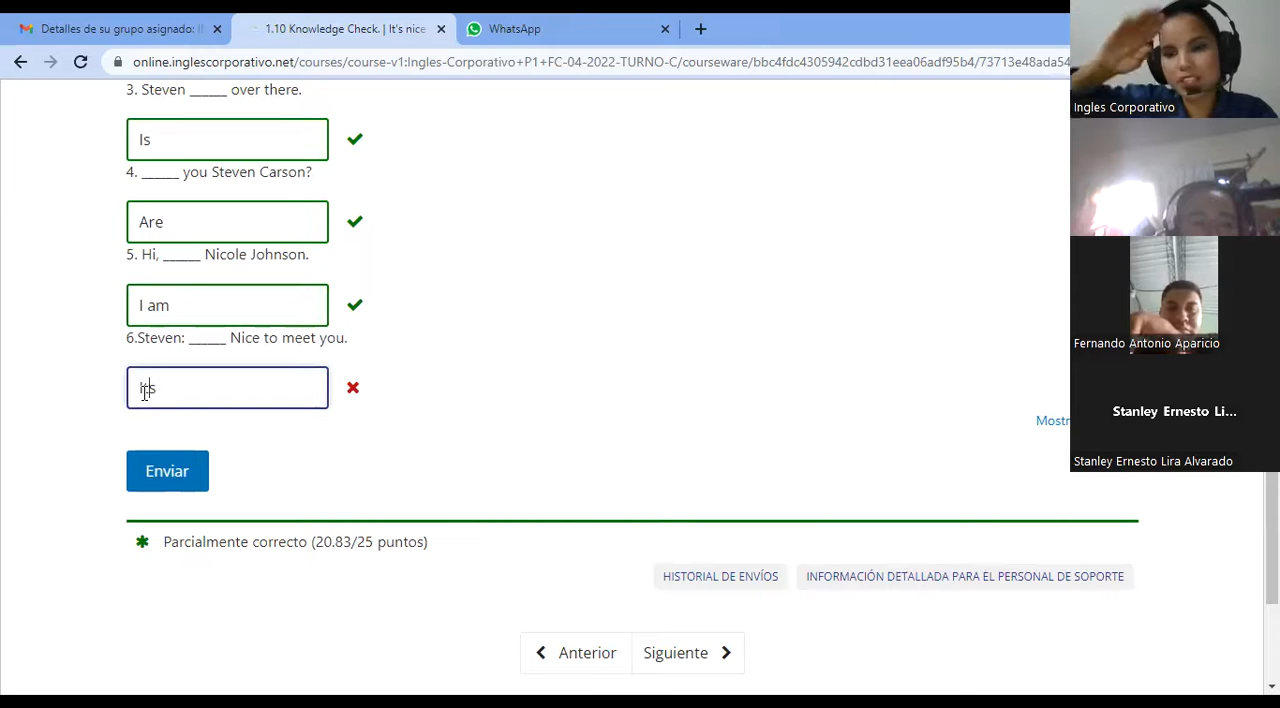 Detalles de su grupo asignado: I
1.10 Knowledge Check. | It's nice
WhatsApp
online.inglescorporativo.net/courses/course-v1:Ingles-Corporativo+P1+FC-04-2022-TURNO-C/courseware/bbc4fdc4305942cdbd31eea06adf95b4/73713e48ada54
3. Steven ______ over there.
Is
4. ______ you Steven Carson?
Are
5. Hi, ______ Nicole Johnson.
I am
6.Steven: ______ Nice to meet you.
Mostr
Enviar
Parcialmente correcto (20.83/25 puntos)
HISTORIAL DE ENVÍOS
INFORMACIÓN DETALLADA PARA EL PERSONAL DE SOPORTE
Anterior
Siguiente
Ingles Corporativo
Fernando Antonio Aparicio
Stanley Ernesto Li...
Stanley Ernesto Lira Alvarado